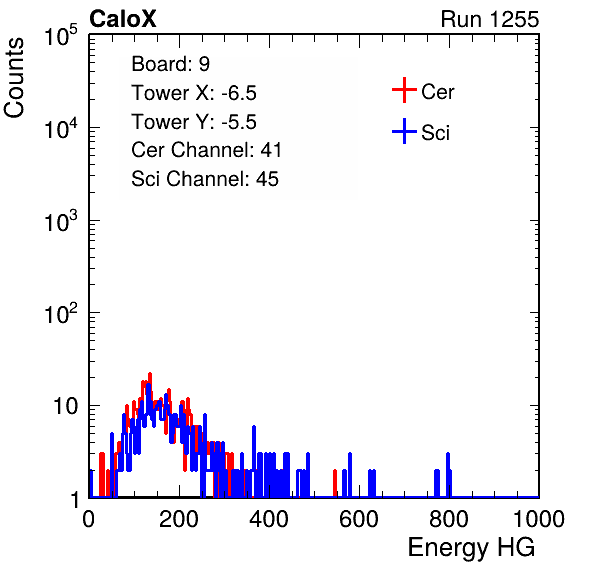 CaloX Run 1255
Board: 9
Tower X: -6.5
Tower Y: -5.5
Cer Channel: 41
Sci Channel: 45
Cer
Sci
Counts
10^5
10^4
10^3
10^2
10
1
0 200 400 600 800 1000
Energy HG